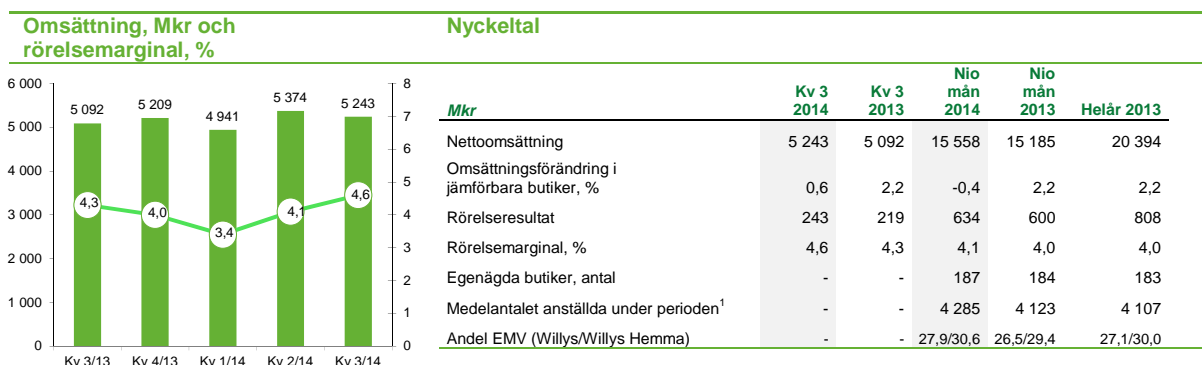 Omsättning, Mkr och
rörelsemarginal, %
6 000
5 000
4 000
3 000
2 000
1 000
0
8
7
6
5
4
3
2
1
0
5 092
5 209
4 941
5 374
5 243
4,3
4,0
3,4
4,1
4,6
Kv 3/13 Kv 4/13 Kv 1/14 Kv 2/14 Kv 3/14
Nyckeltal
Mkr Kv 3 2014 Kv 3 2013 Nio mån 2014 Nio mån 2013 Helår 2013
Nettoomsättning 5 243 5 092 15 558 15 185 20 394
Omsättningsförändring i
jämförbara butiker, % 0,6 2,2 -0,4 2,2 2,2
Rörelseresultat 243 219 634 600 808
Rörelsemarginal, % 4,6 4,3 4,1 4,0 4,0
Egenägda butiker, antal - - 187 184 183
Medelantalet anställda under perioden1 - - 4 285 4 123 4 107
Andel EMV (Willys/Willys Hemma) - - 27,9/30,6 26,5/29,4 27,1/30,0